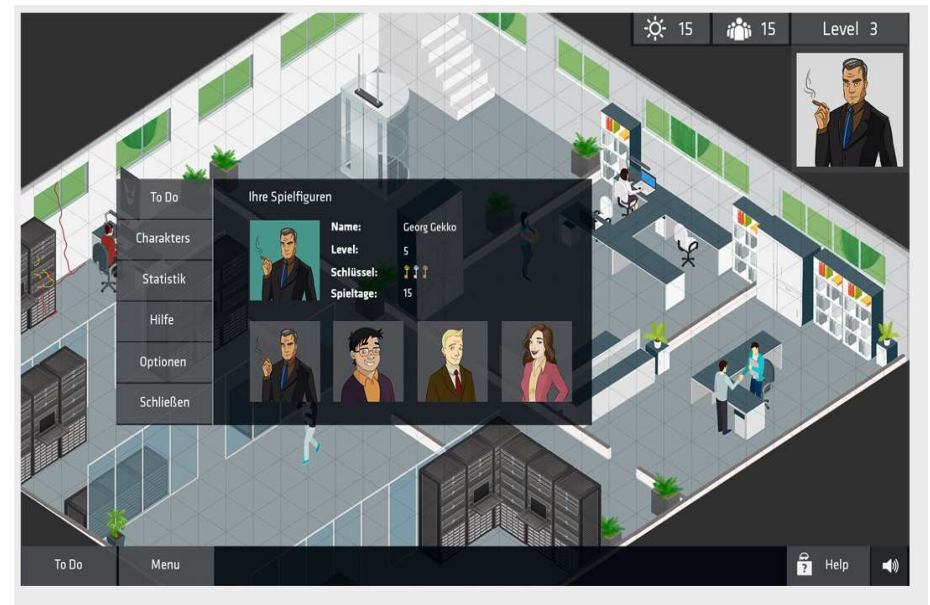 15
15
Level 3
To Do
Ihre Spielfiguren
Name: Georg Gekko
Charakters
Level: 5
Schlüssel:
Statistik
Spieltage: 15
Hilfe
Optionen
Schließen
To Do
Menu
?
Help